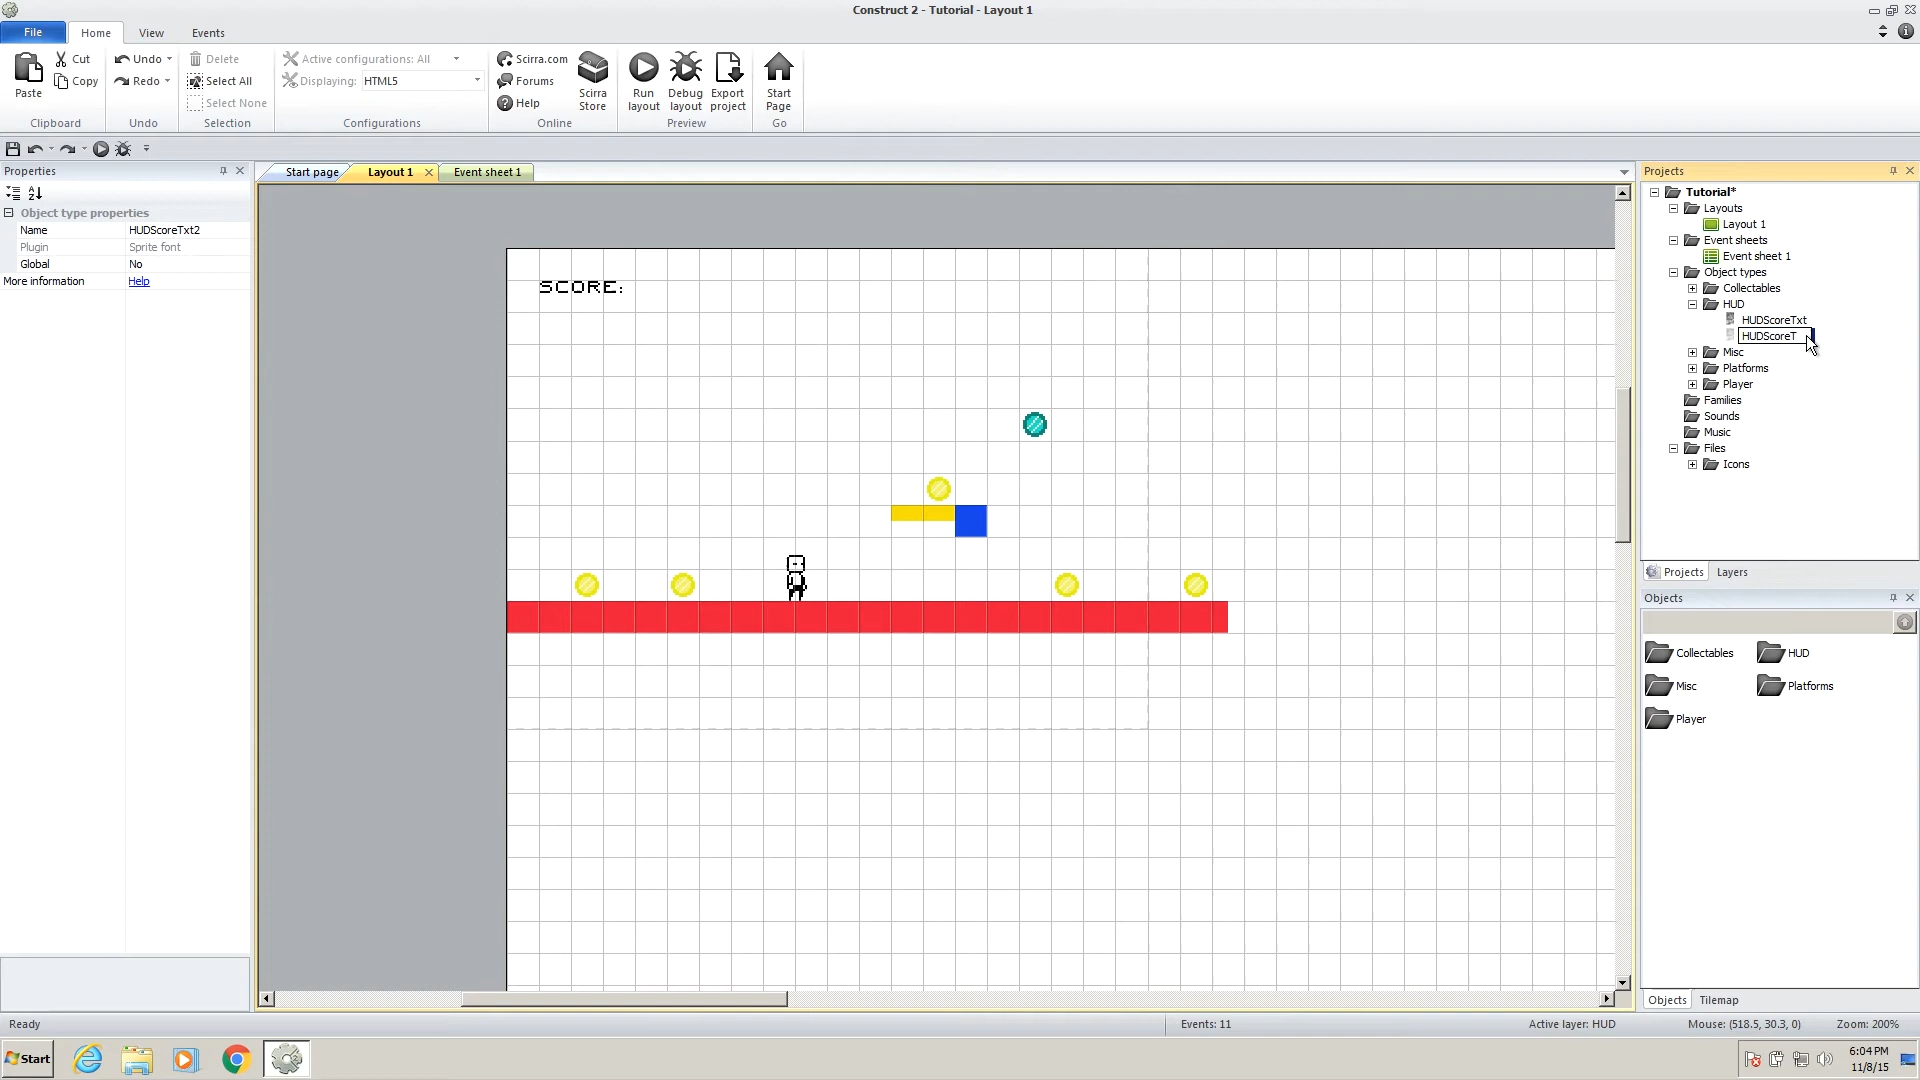 Construct 2 - Tutorial - Layout 1
File Home View Events
Paste Cut Copy Clipboard
Undo Redo Undo
Delete Select All Select None Selection
Active configurations: All
Displaying: HTML5
Configurations
Scirra.com Forums Help Scirra Store Online
Run layout Debug layout Export project Preview
Start Page Go
Properties
Start page Layout 1 Event sheet 1
Object type properties
Name HUDScoreTxt2
Plugin Sprite font
Global No
More information Help
SCORE:
Projects
Tutorial*
Layouts
Layout 1
Event sheets
Event sheet 1
Object types
Collectables
HUD
HUDScoreTxt
HUDScoreT
Misc
Platforms
Player
Families
Sounds
Music
Files
Icons
Projects Layers
Objects
Collectables HUD
Misc Platforms
Player
Objects Tilemap
Ready Events: 11 Active layer: HUD Mouse: (518.5, 30.3, 0) Zoom: 200%
Start 6:04 PM
11/8/15